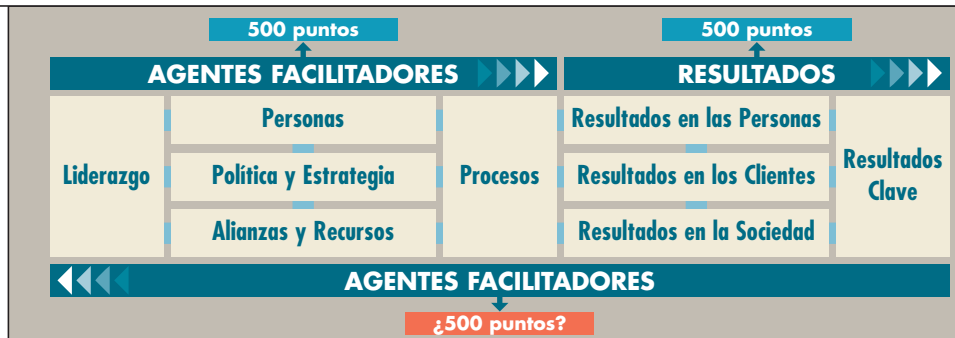 500 puntos
500 puntos
AGENTES FACILITADORES
RESULTADOS
Liderazgo
Personas
Política y Estrategia
Alianzas y Recursos
Procesos
Resultados en las Personas
Resultados en los Clientes
Resultados en la Sociedad
Resultados
Clave
AGENTES FACILITADORES
¿500 puntos?